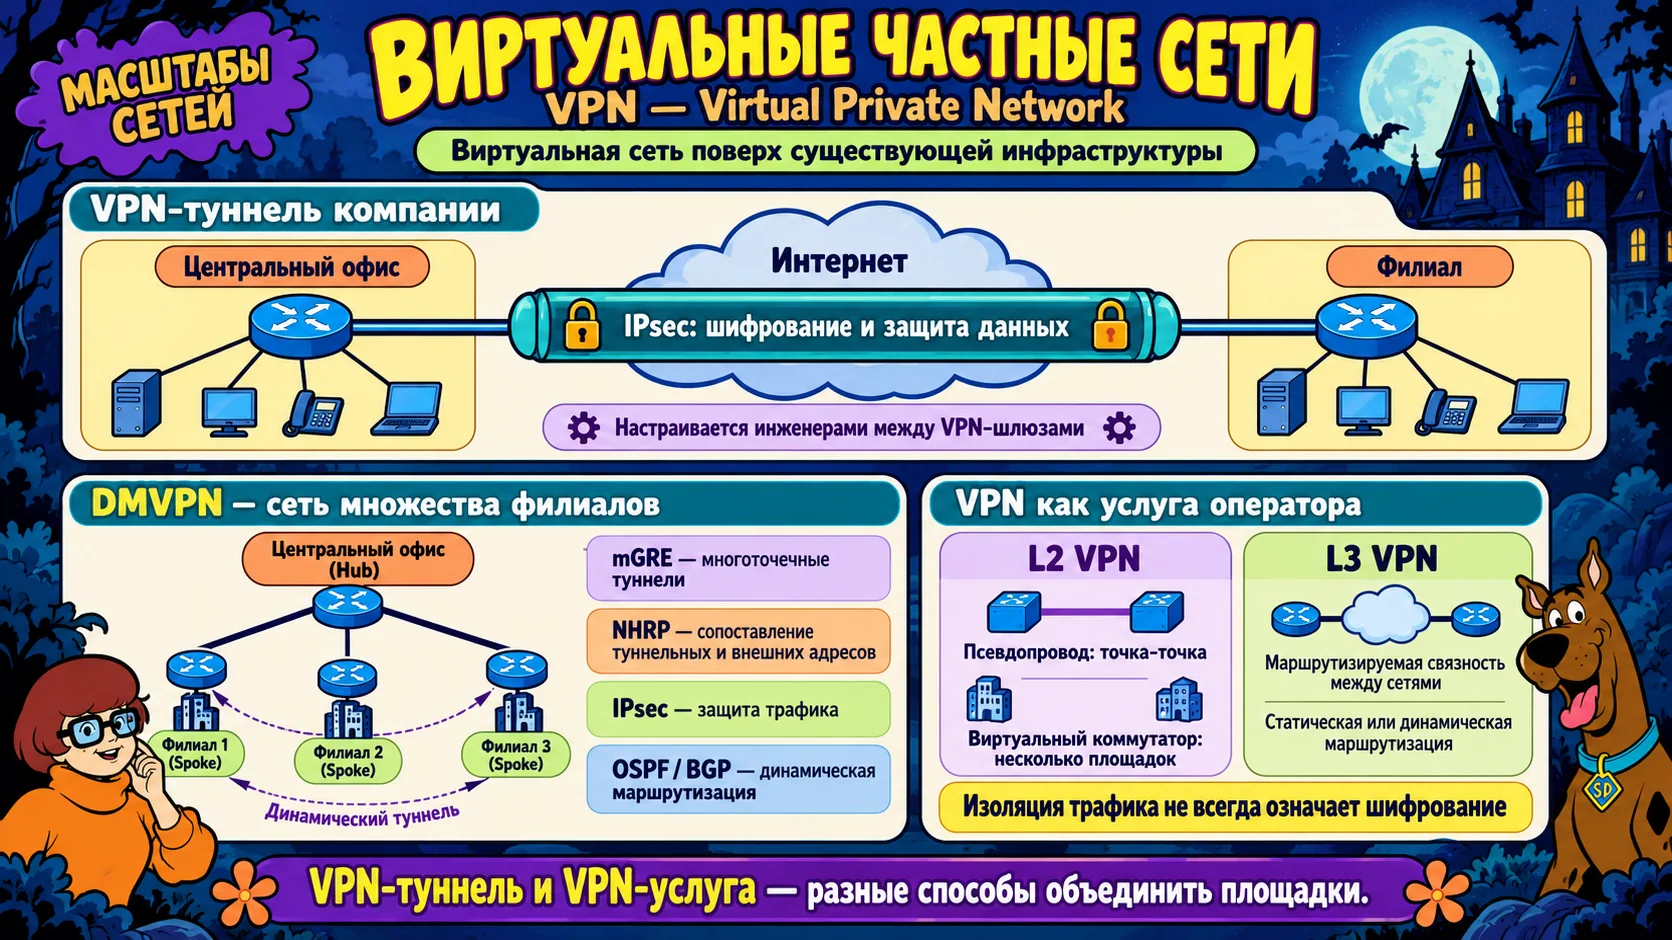 МАСШТАБЫ
СЕТЕЙ
ВИРТУАЛЬНЫЕ ЧАСТНЫЕ СЕТИ
VPN — Virtual Private Network
Виртуальная сеть поверх существующей инфраструктуры
VPN-туннель компании
Центральный офис
Интернет
IPsec: шифрование и защита данных
Филиал
Настраивается инженерами между VPN-шлюзами
DMVPN — сеть множества филиалов
Центральный офис
(Hub)
Филиал 1
(Spoke)
Филиал 2
(Spoke)
Филиал 3
(Spoke)
Динамический туннель
mGRE — многоточечные
туннели
NHRP — сопоставление
туннельных и внешних адресов
IPsec — защита трафика
OSPF / BGP — динамическая
маршрутизация
VPN как услуга оператора
L2 VPN
Псевдопровод: точка-точка
Виртуальный коммутатор:
несколько площадок
L3 VPN
Маршрутизируемая связность
между сетями
Статическая или динамическая
маршрутизация
Изоляция трафика не всегда означает шифрование
SD
VPN-туннель и VPN-услуга — разные способы объединить площадки.